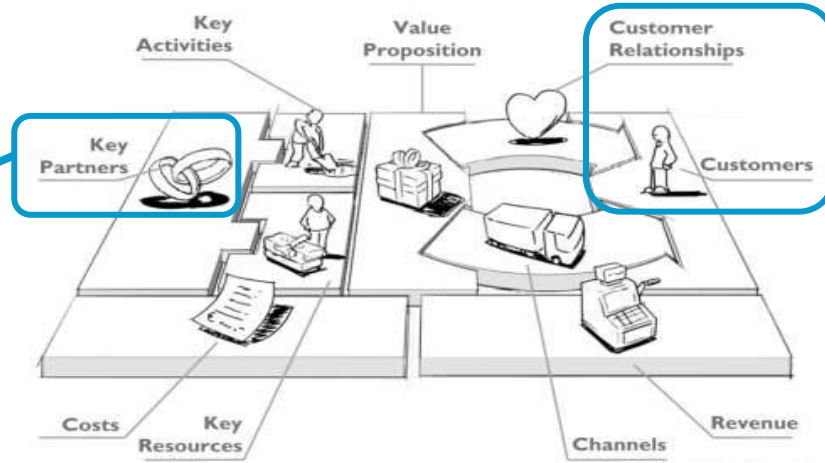 Key
Activities
Value
Proposition
Customer
Relationships
Key
Partners
Customers
Costs
Key
Resources
Channels
Revenue